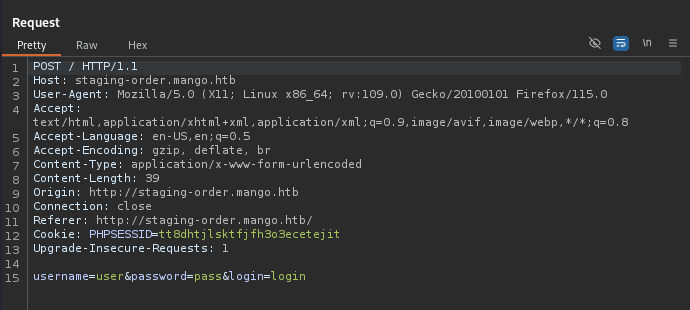 Request
Pretty Raw Hex \n
1 POST / HTTP/1.1
2 Host: staging-order.mango.htb
3 User-Agent: Mozilla/5.0 (X11; Linux x86_64; rv:109.0) Gecko/20100101 Firefox/115.0
4 Accept:
text/html,application/xhtml+xml,application/xml;q=0.9,image/avif,image/webp,*/*;q=0.8
5 Accept-Language: en-US,en;q=0.5
6 Accept-Encoding: gzip, deflate, br
7 Content-Type: application/x-www-form-urlencoded
8 Content-Length: 39
9 Origin: http://staging-order.mango.htb
10 Connection: close
11 Referer: http://staging-order.mango.htb/
12 Cookie: PHPSESSID=tt8dhtjlsktfjfh3o3ecetejit
13 Upgrade-Insecure-Requests: 1
14
15 username=user&password=pass&login=login